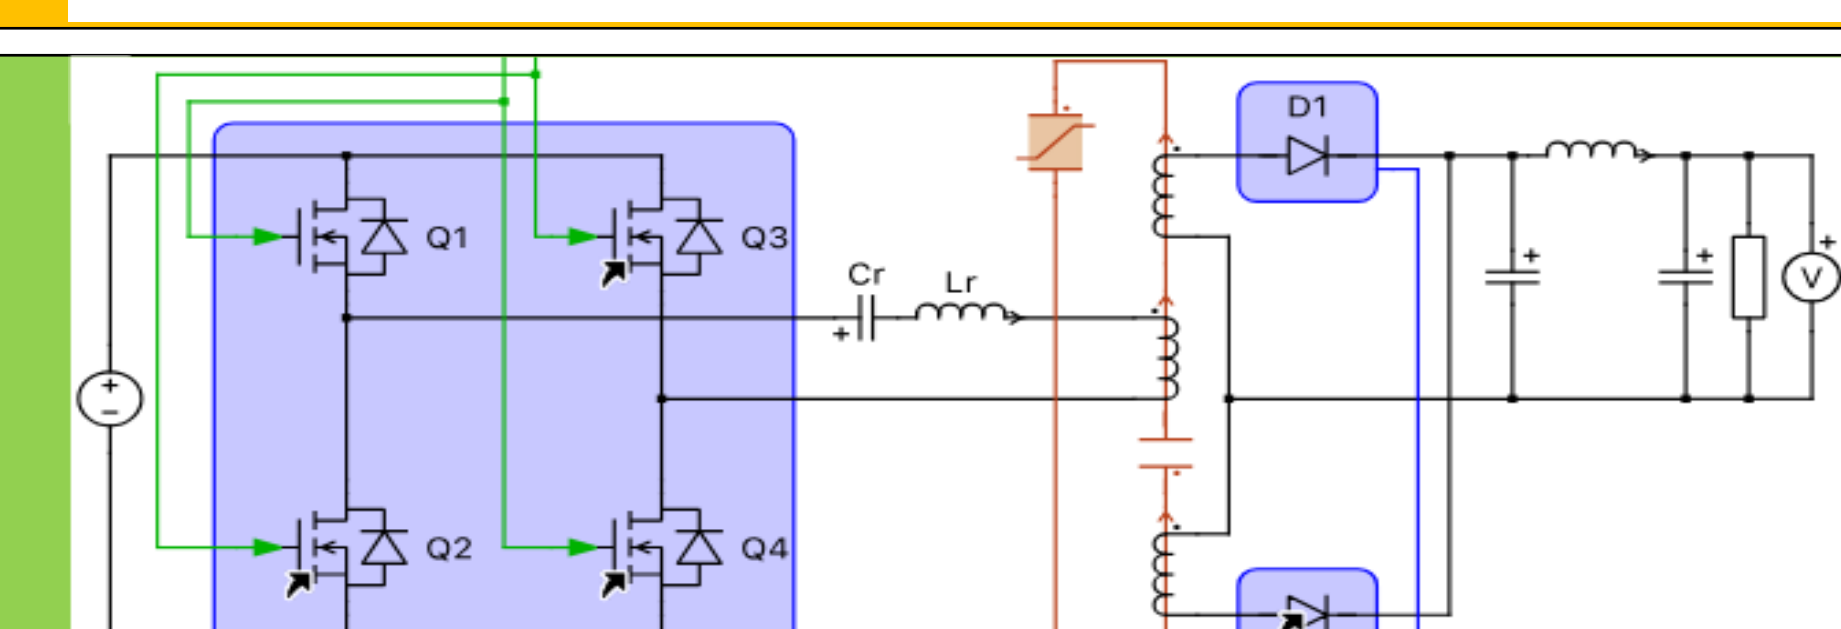 D1
Q1
Q3
+
+
+
V
Cr
Lr
+
+
−
Q2
Q4